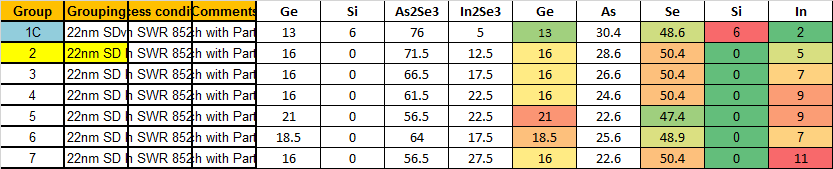 Group Grouping ess condi Comments Ge Si As2Se3 In2Se3 Ge As Se Si In
1C 22nm SDv n SWR 852 ch with Part 13 6 76 5 13 30.4 48.6 6 2
2 22nm SD I n SWR 852 ch with Part 16 0 71.5 12.5 16 28.6 50.4 0 5
3 22nm SD I n SWR 852 ch with Part 16 0 66.5 17.5 16 26.6 50.4 0 7
4 22nm SD I n SWR 852 ch with Part 16 0 61.5 22.5 16 24.6 50.4 0 9
5 22nm SD I n SWR 852 ch with Part 21 0 56.5 22.5 21 22.6 47.4 0 9
6 22nm SD I n SWR 852 ch with Part 18.5 0 64 17.5 18.5 25.6 48.9 0 7
7 22nm SD I n SWR 852 ch with Part 16 0 56.5 27.5 16 22.6 50.4 0 11